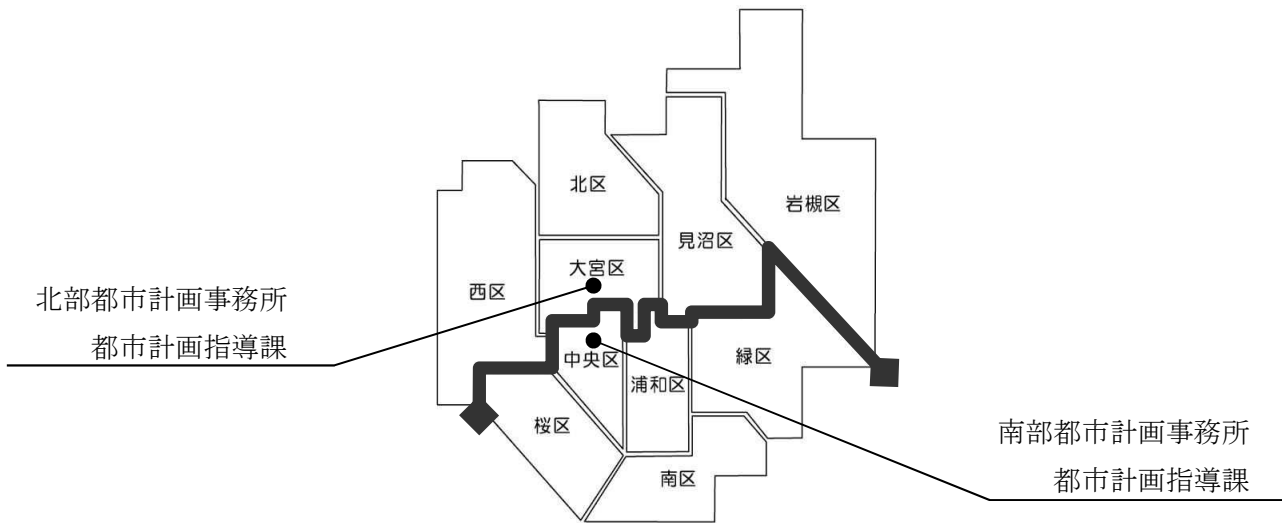 北区
岩槻区
見沼区
大宮区
西区
北部都市計画事務所
都市計画指導課
中央区
緑区
浦和区
桜区
南区
南部都市計画事務所
都市計画指導課